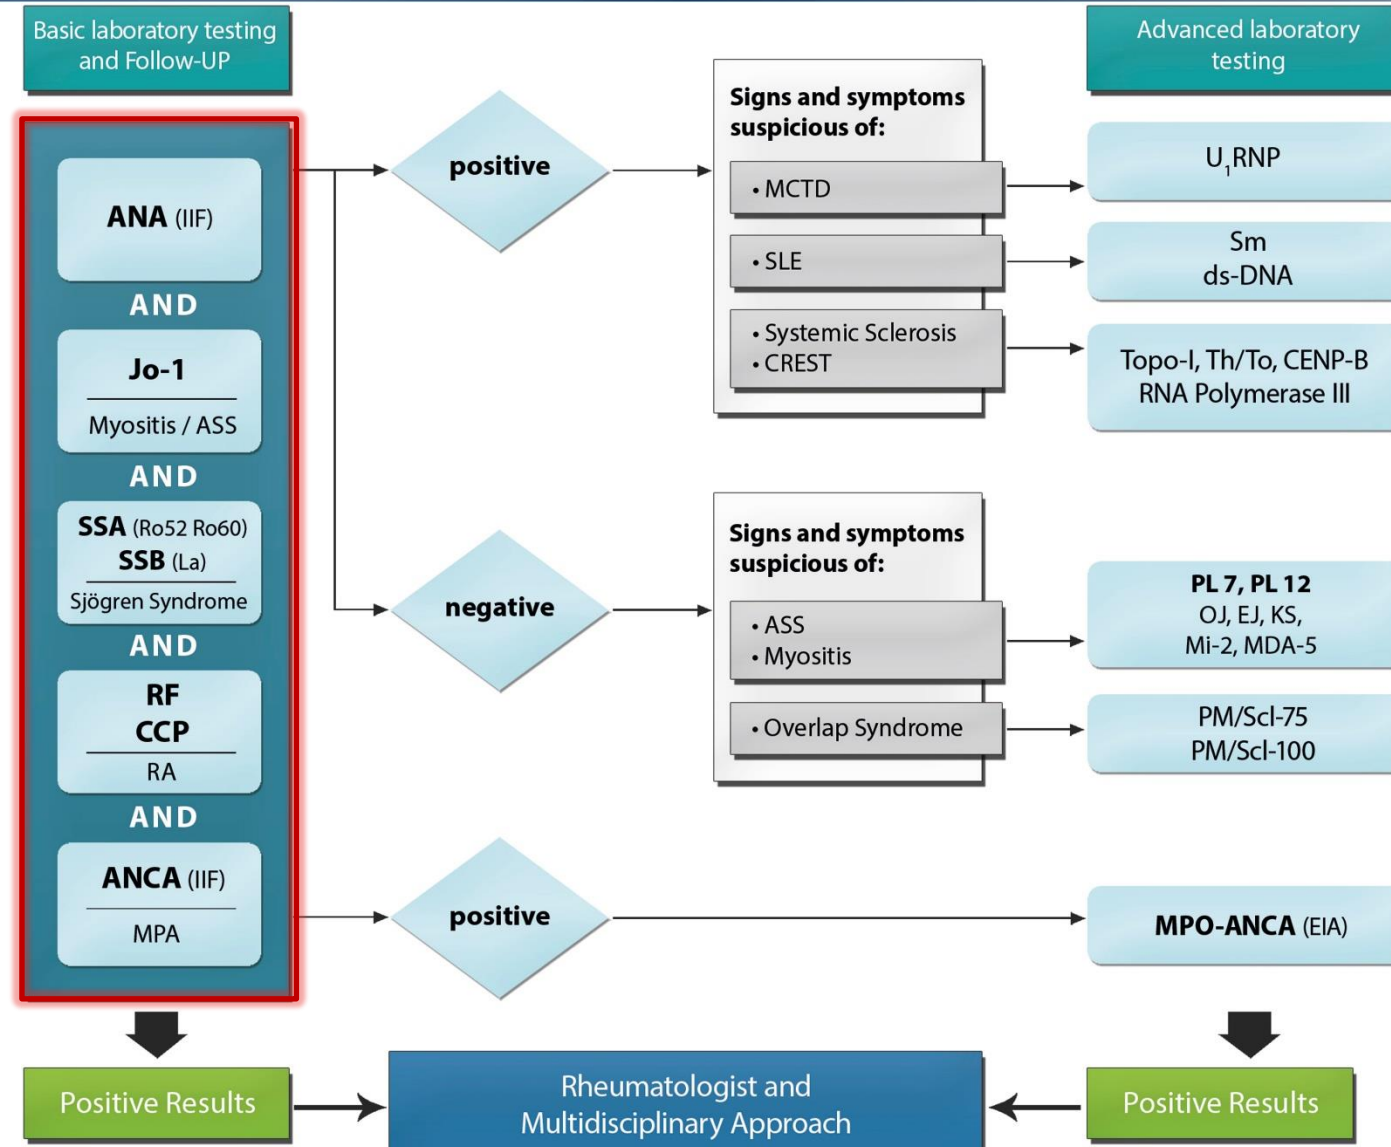 Basic laboratory testing
and Follow-UP
ANA (IIF)
AND
Jo-1
Myositis / ASS
AND
SSA (Ro52 Ro60)
SSB (La)
Sjögren Syndrome
AND
RF
CCP
RA
AND
ANCA (IIF)
MPA
Positive Results
positive
negative
positive
Signs and symptoms
suspicious of:
• MCTD
• SLE
• Systemic Sclerosis
• CREST
Signs and symptoms
suspicious of:
• ASS
• Myositis
• Overlap Syndrome
Rheumatologist and
Multidisciplinary Approach
Advanced laboratory
testing
U₁RNP
Sm
ds-DNA
Topo-I, Th/To, CENP-B
RNA Polymerase III
PL 7, PL 12
OJ, EJ, KS,
Mi-2, MDA-5
PM/Scl-75
PM/Scl-100
MPO-ANCA (EIA)
Positive Results